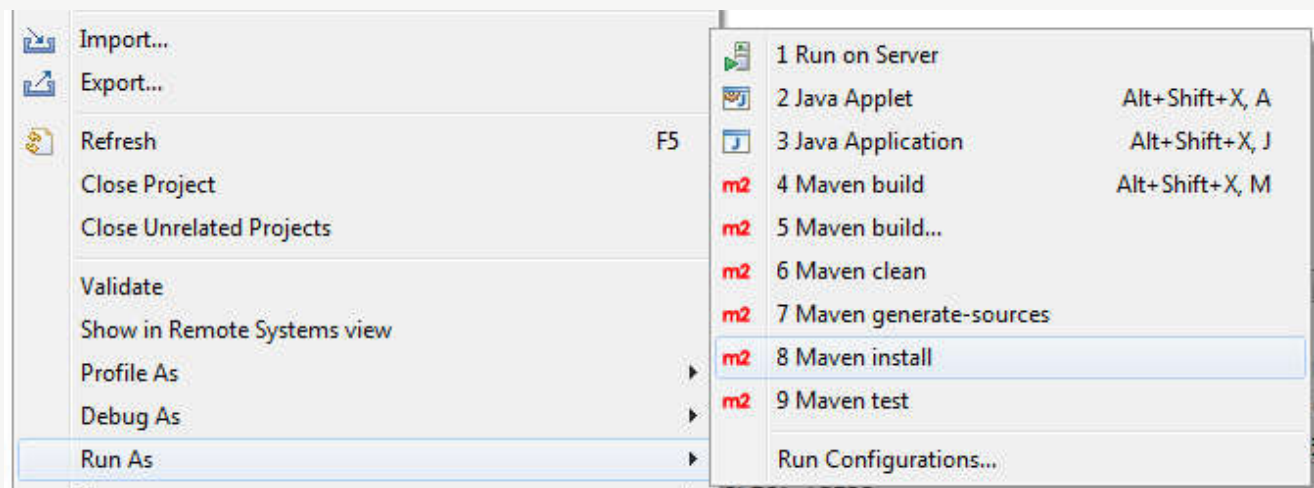 Import...
Export...
Refresh F5
Close Project
Close Unrelated Projects
Validate
Show in Remote Systems view
Profile As
Debug As
Run As
1 Run on Server
2 Java Applet Alt+Shift+X, A
3 Java Application Alt+Shift+X, J
m2 4 Maven build Alt+Shift+X, M
m2 5 Maven build...
m2 6 Maven clean
m2 7 Maven generate-sources
m2 8 Maven install
m2 9 Maven test
Run Configurations...